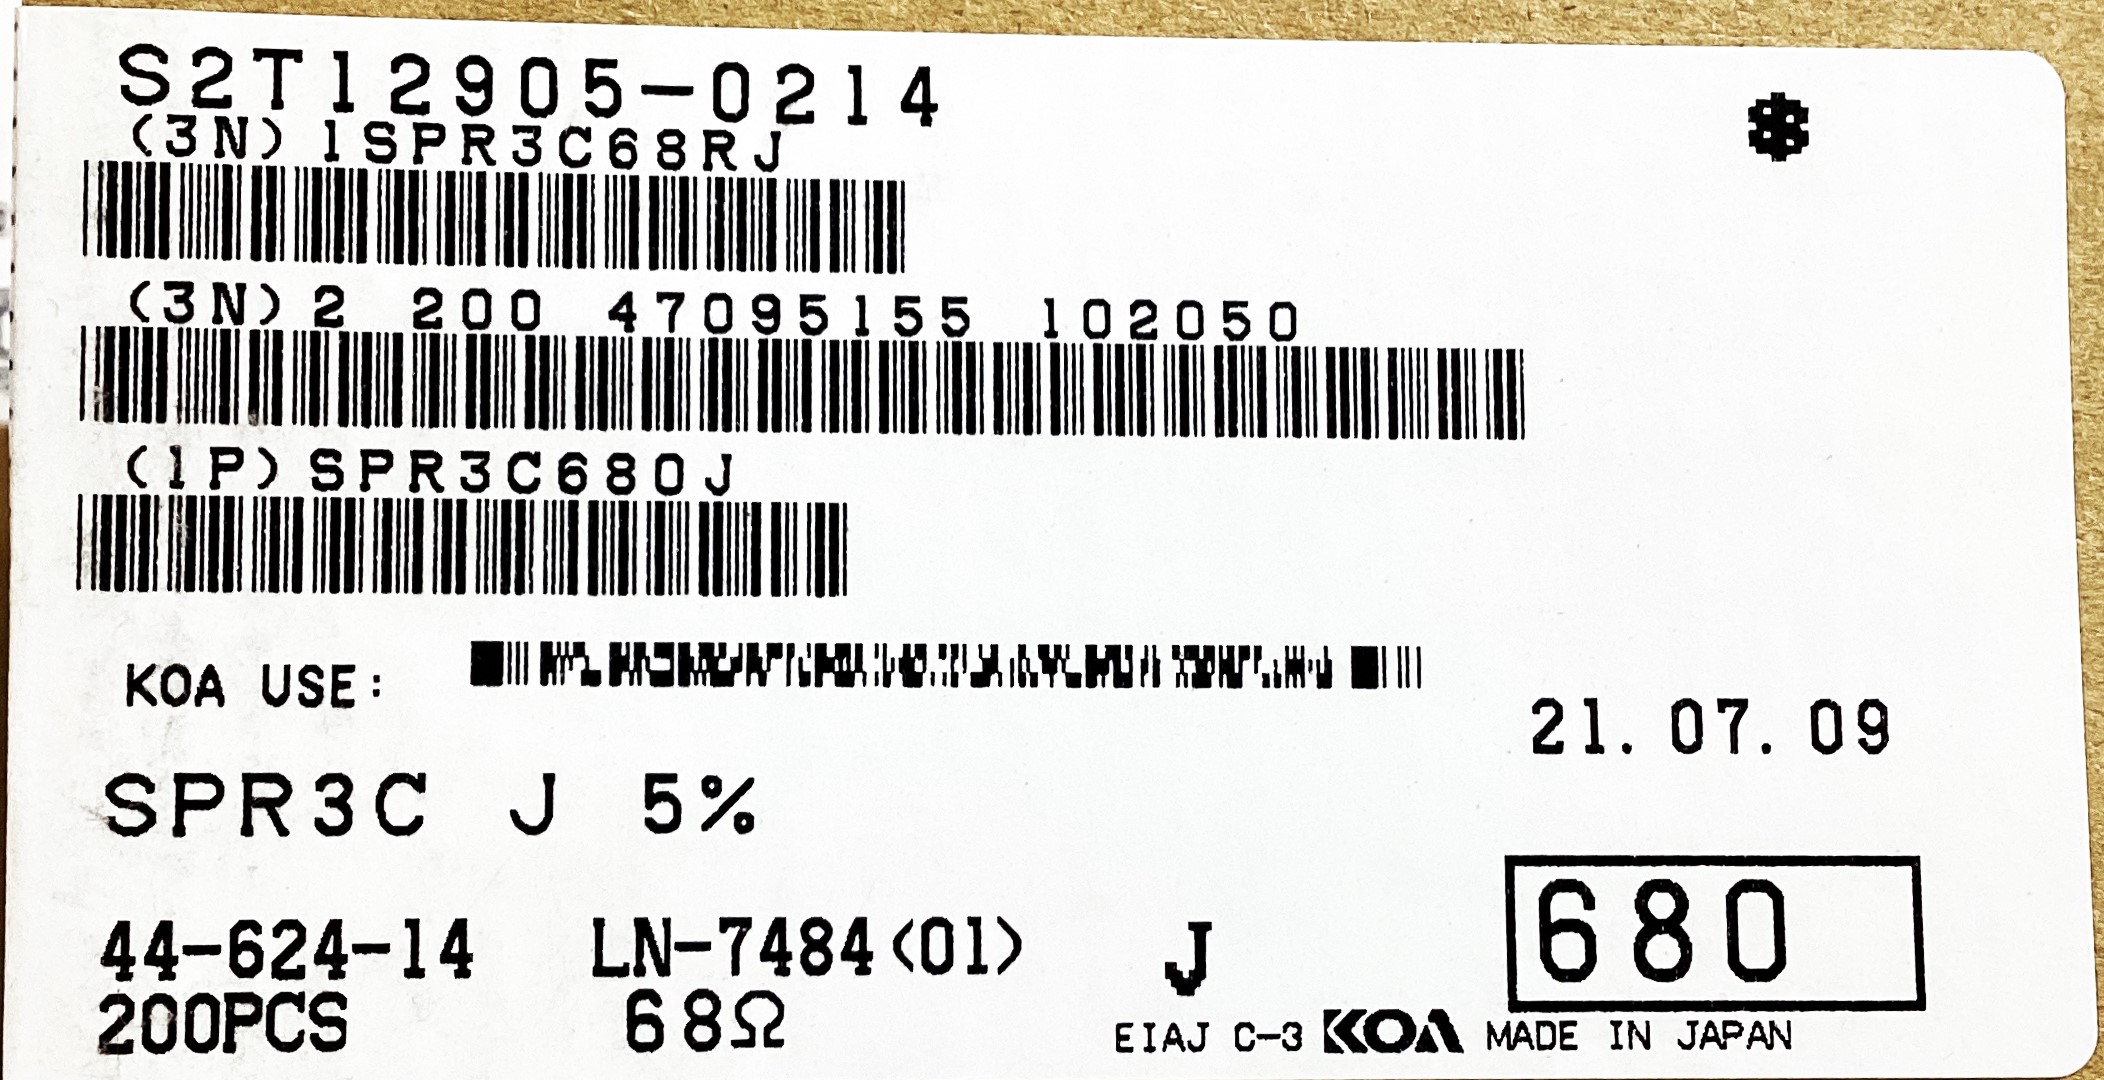 S2T12905-0214
(3N) 1SPR3C68RJ
(3N)2 200 47095155 102050
(1P)SPR3C680J
KOA USE:
21.07.09
SPR3C J 5%
680
44-624-14 LN-7484(01) J
200PCS 68Ω
EIAJ C-3 KOA MADE IN JAPAN